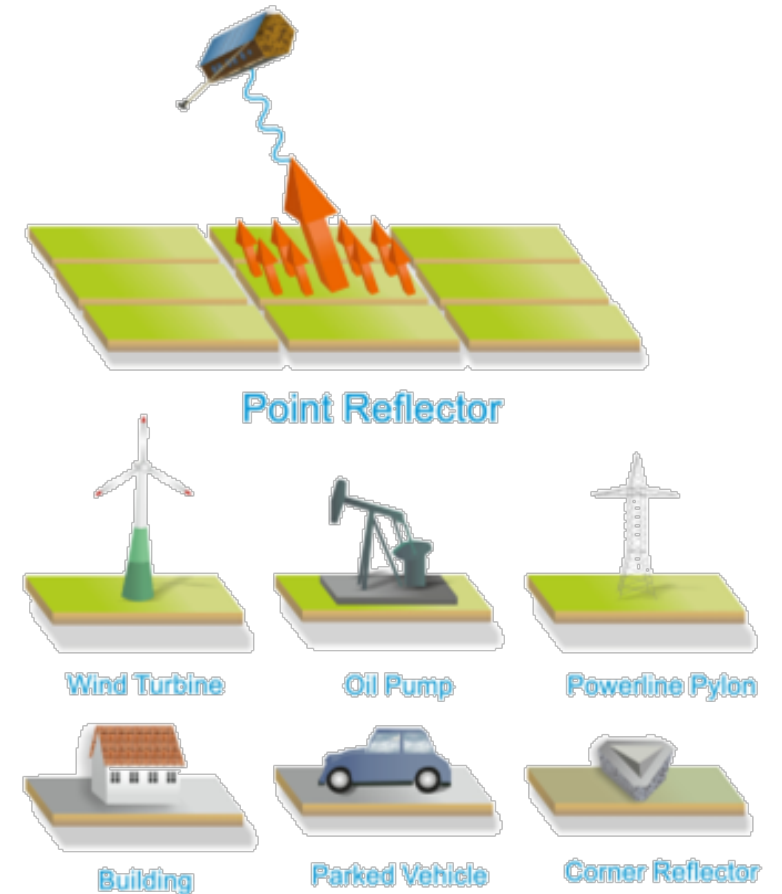 Point Reflector
Wind Turbine
Oil Pump
Powerline Pylon
Building
Parked Vehicle
Corner Reflector